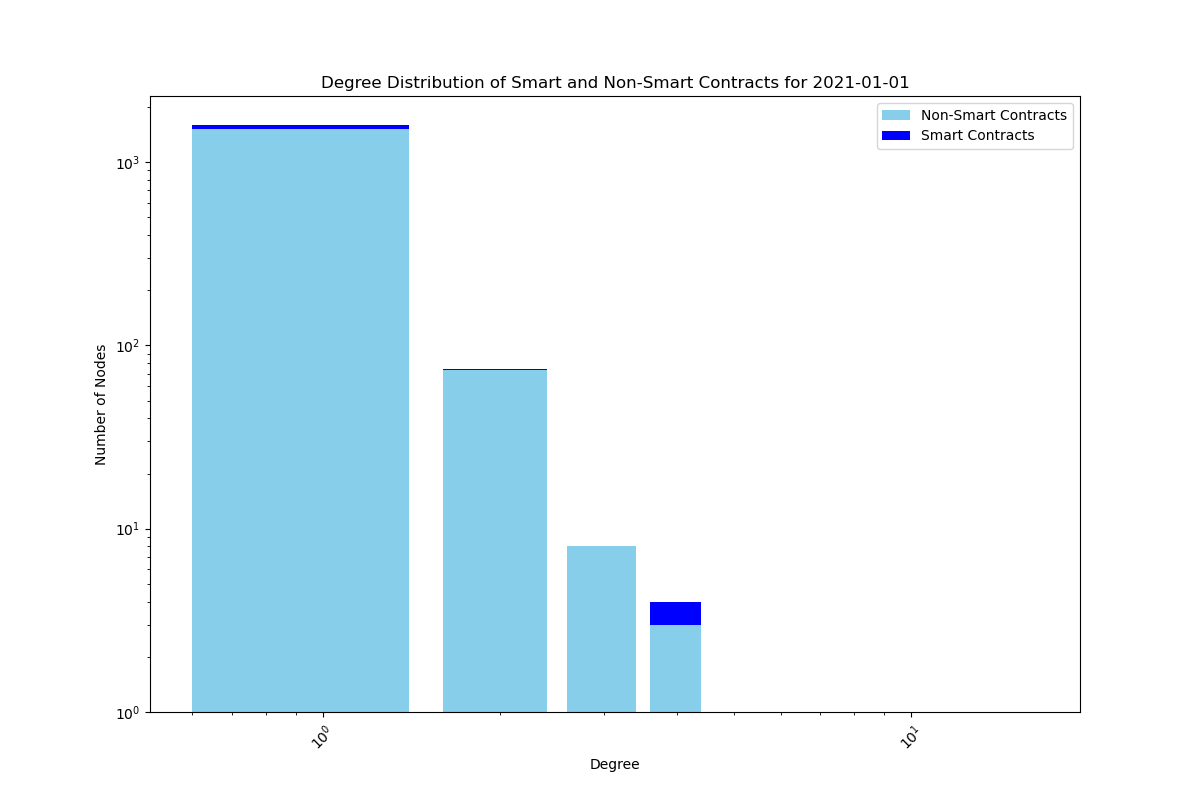 Degree Distribution of Smart and Non-Smart Contracts for 2021-01-01
Non-Smart Contracts
Smart Contracts
Number of Nodes
10³
10²
10¹
10⁰
10⁰
10¹
Degree